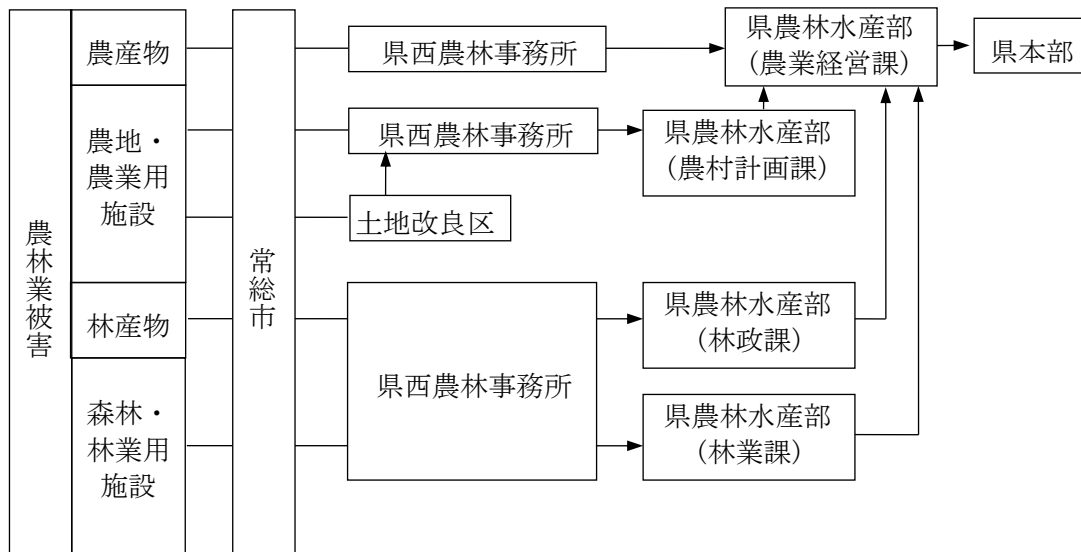 農林業被害
農産物
農地・
農業用
施設
林産物
森林・
林業用
施設
常総市
県西農林事務所
県西農林事務所
土地改良区
県西農林事務所
県農林水産部
(農業経営課)
県農林水産部
(農村計画課)
県農林水産部
(林政課)
県農林水産部
(林業課)
県本部